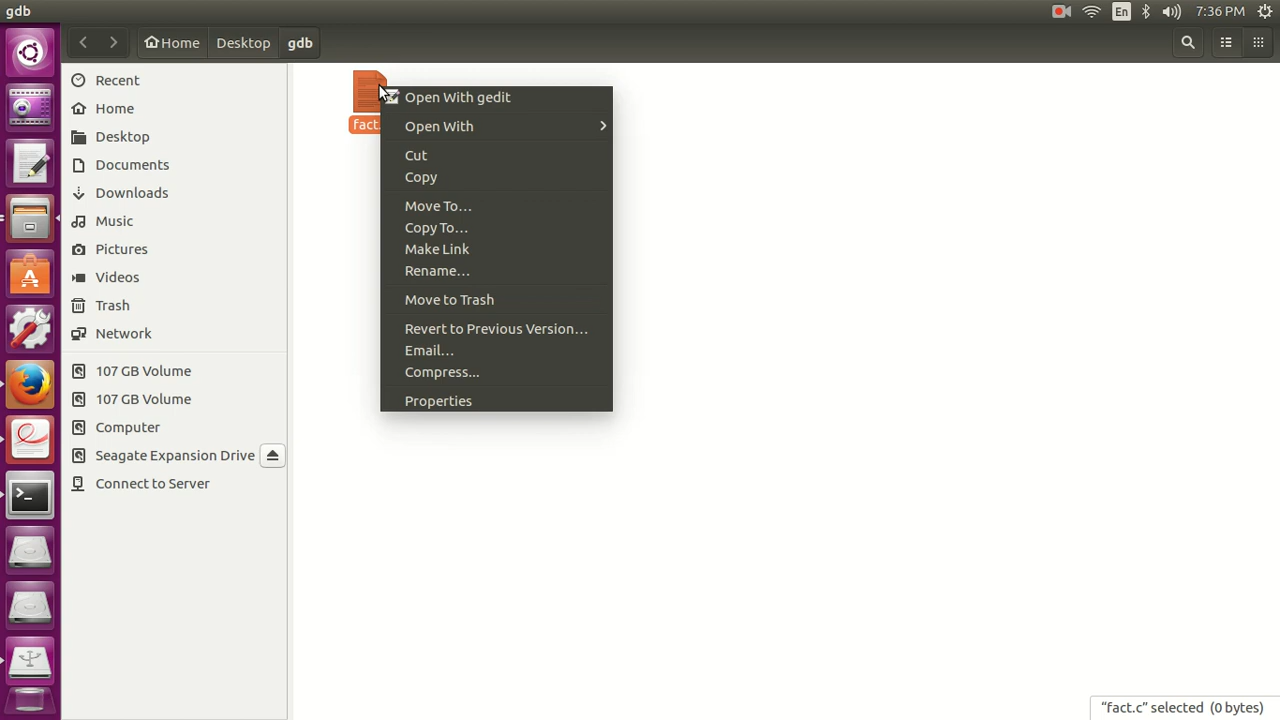 gdb
En
7:36 PM
Home
Desktop
gdb
Recent
Home
Desktop
Documents
Downloads
Music
Pictures
Videos
Trash
Network
107 GB Volume
107 GB Volume
Computer
Seagate Expansion Drive
Connect to Server
fact.
Open With gedit
Open With
Cut
Copy
Move To…
Copy To…
Make Link
Rename…
Move to Trash
Revert to Previous Version…
Email…
Compress...
Properties
“fact.c” selected (0 bytes)